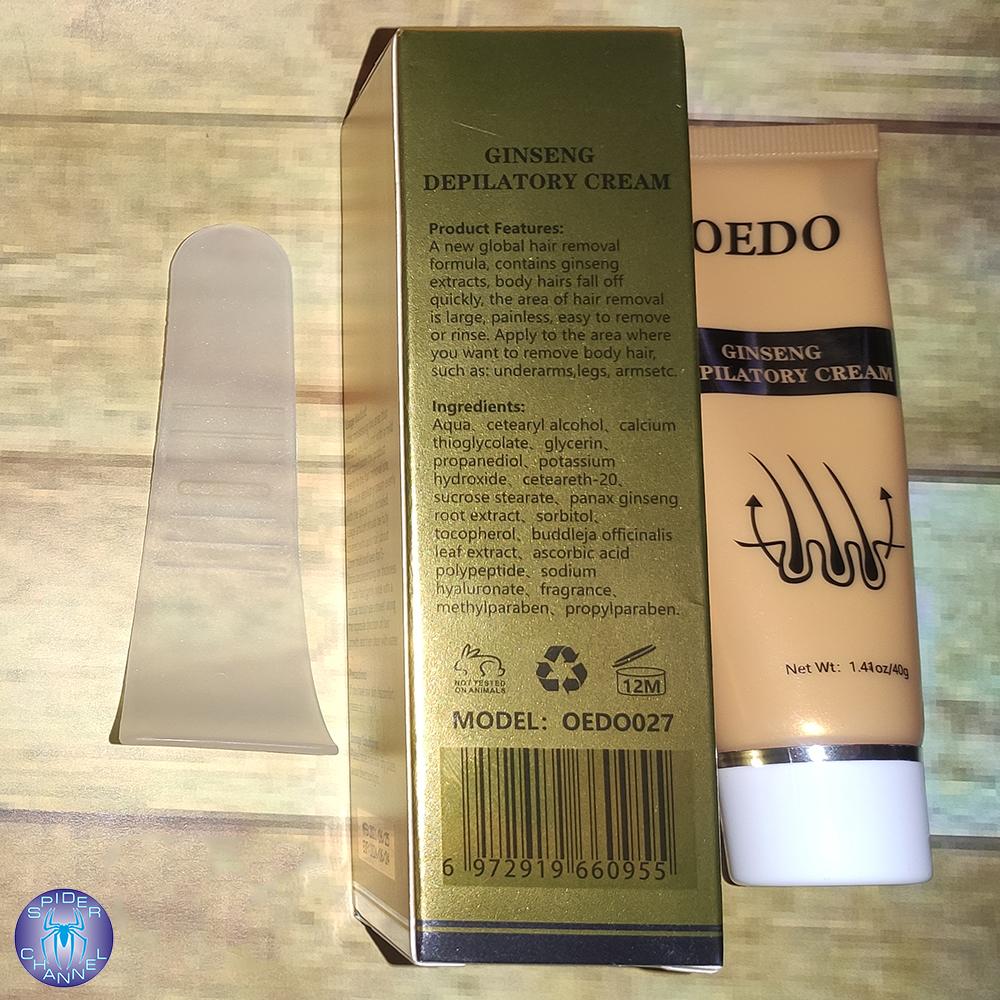 GINSENG
DEPILATORY CREAM
Product Features:
A new global hair removal
formula, contains ginseng
extracts, body hairs fall off
quickly, the area of hair removal
is large, painless, easy to remove
or rinse. Apply to the area where
you want to remove body hair,
such as: underarms,legs, armsetc.
Ingredients:
Aqua、cetearyl alcohol、calcium
thioglycolate、glycerin、
propanediol、potassium
hydroxide、ceteareth-20、
sucrose stearate、panax ginseng
root extract、sorbitol、
tocopherol、buddleja officinalis
leaf extract、ascorbic acid
polypeptide、sodium
hyaluronate、fragrance、
methylparaben、propylparaben.
NOT TESTED
ON ANIMALS
12M
MODEL: OEDO027
6 972919 660955
OEDO
GINSENG
PILATORY CREAM
Net Wt: 1.41oz/40g
SPIDER
CHANNEL